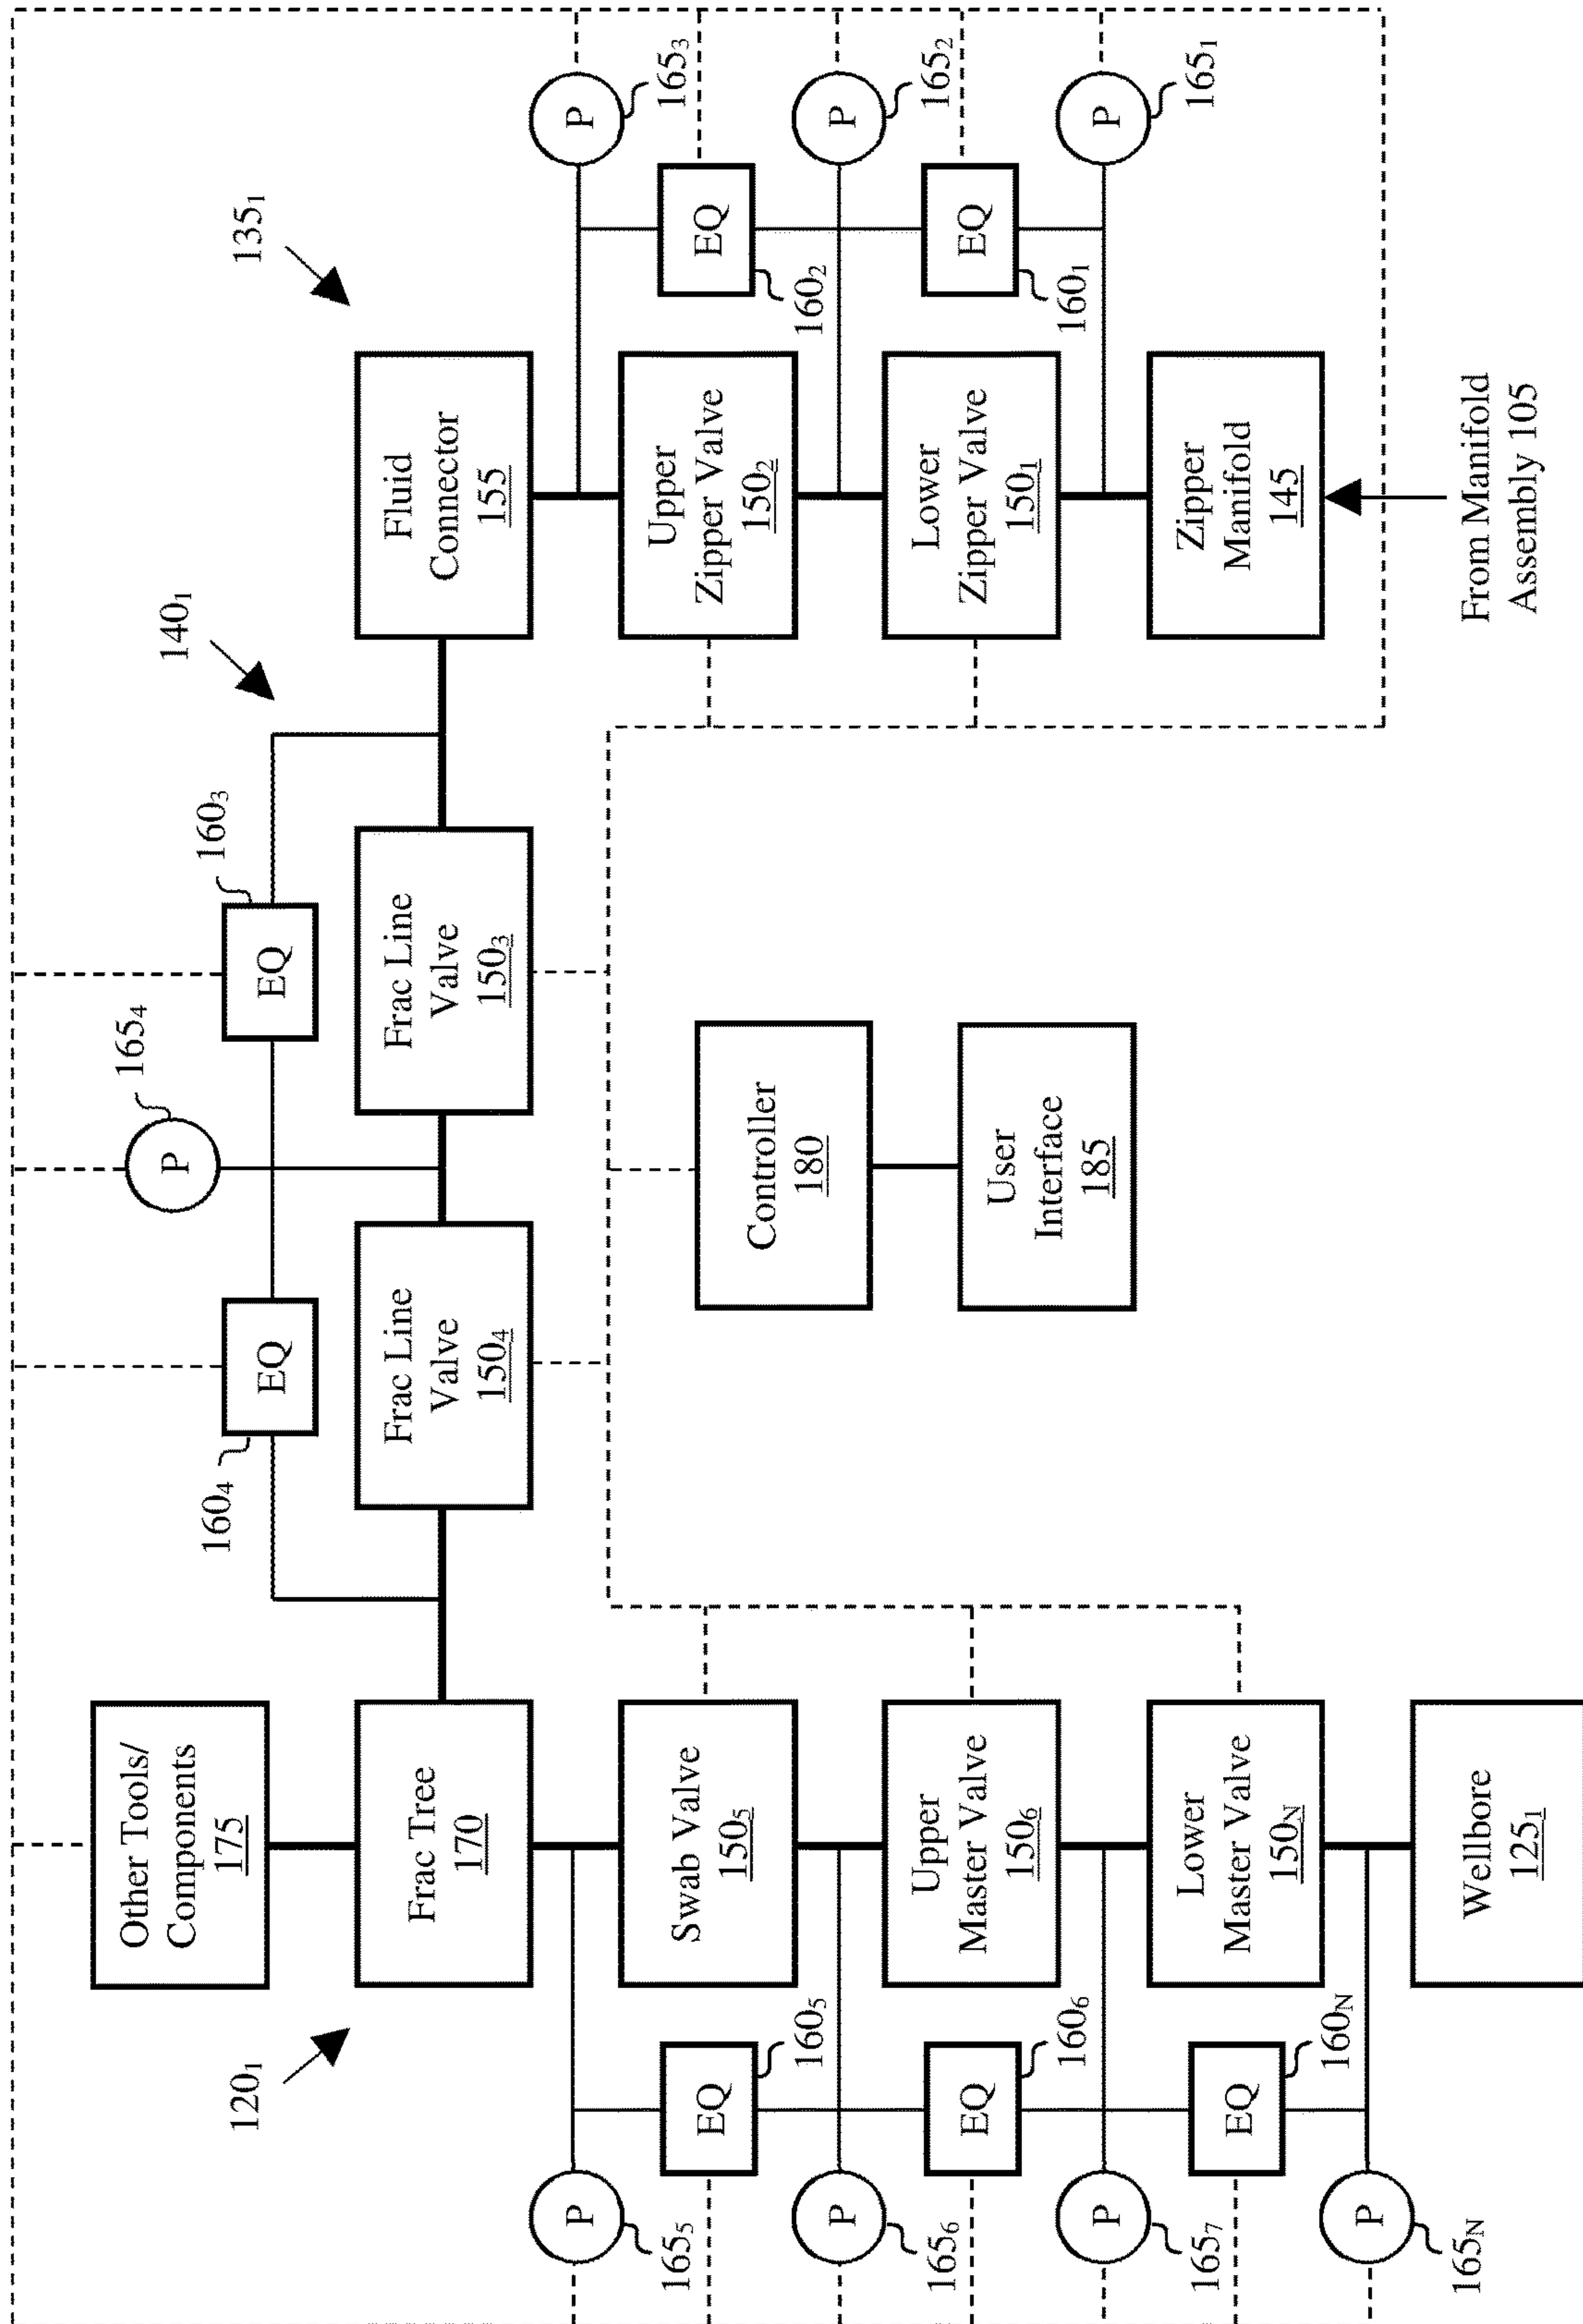 120₁
Other Tools/
Components
175
Frac Tree
170
Swab Valve
150₅
Upper
Master Valve
150₆
Lower
Master Valve
150N
Wellbore
125₁
P
165₅
P
165₆
P
165₇
P
165N
EQ
160₅
EQ
160₆
EQ
160N
160₄
EQ
P
165₄
EQ
160₃
140₁
Frac Line
Valve
150₄
Frac Line
Valve
150₃
Controller
180
User
Interface
185
135₁
Fluid
Connector
155
Upper
Zipper Valve
150₂
Lower
Zipper Valve
150₁
Zipper
Manifold
145
From Manifold
Assembly 105
EQ
160₂
EQ
160₁
P
165₃
P
165₂
P
165₁